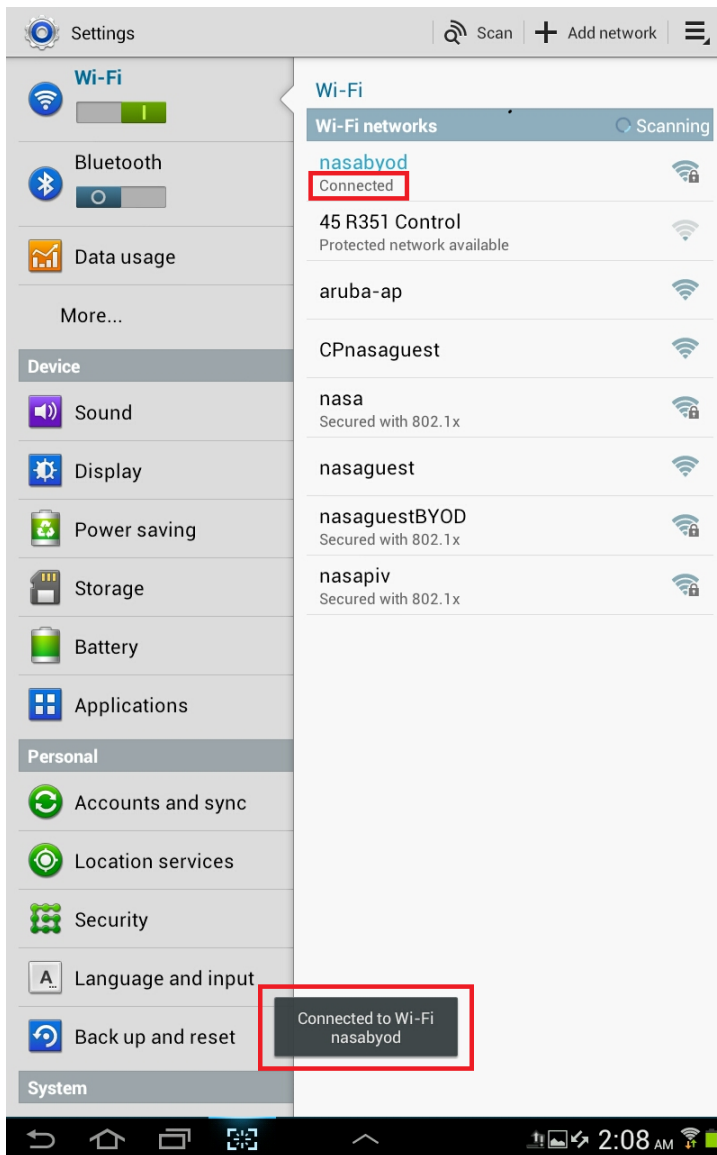 Settings
Scan
Add network
Wi-Fi
Bluetooth
Data usage
More...
Device
Sound
Display
Power saving
Storage
Battery
Applications
Personal
Accounts and sync
Location services
Security
Language and input
Back up and reset
System
Wi-Fi
Wi-Fi networks
Scanning
nasabyod
Connected
45 R351 Control
Protected network available
aruba-ap
CPnasaguest
nasa
Secured with 802.1x
nasaguest
nasaguestBYOD
Secured with 802.1x
nasapiv
Secured with 802.1x
Connected to Wi-Fi
nasabyod
2:08 AM